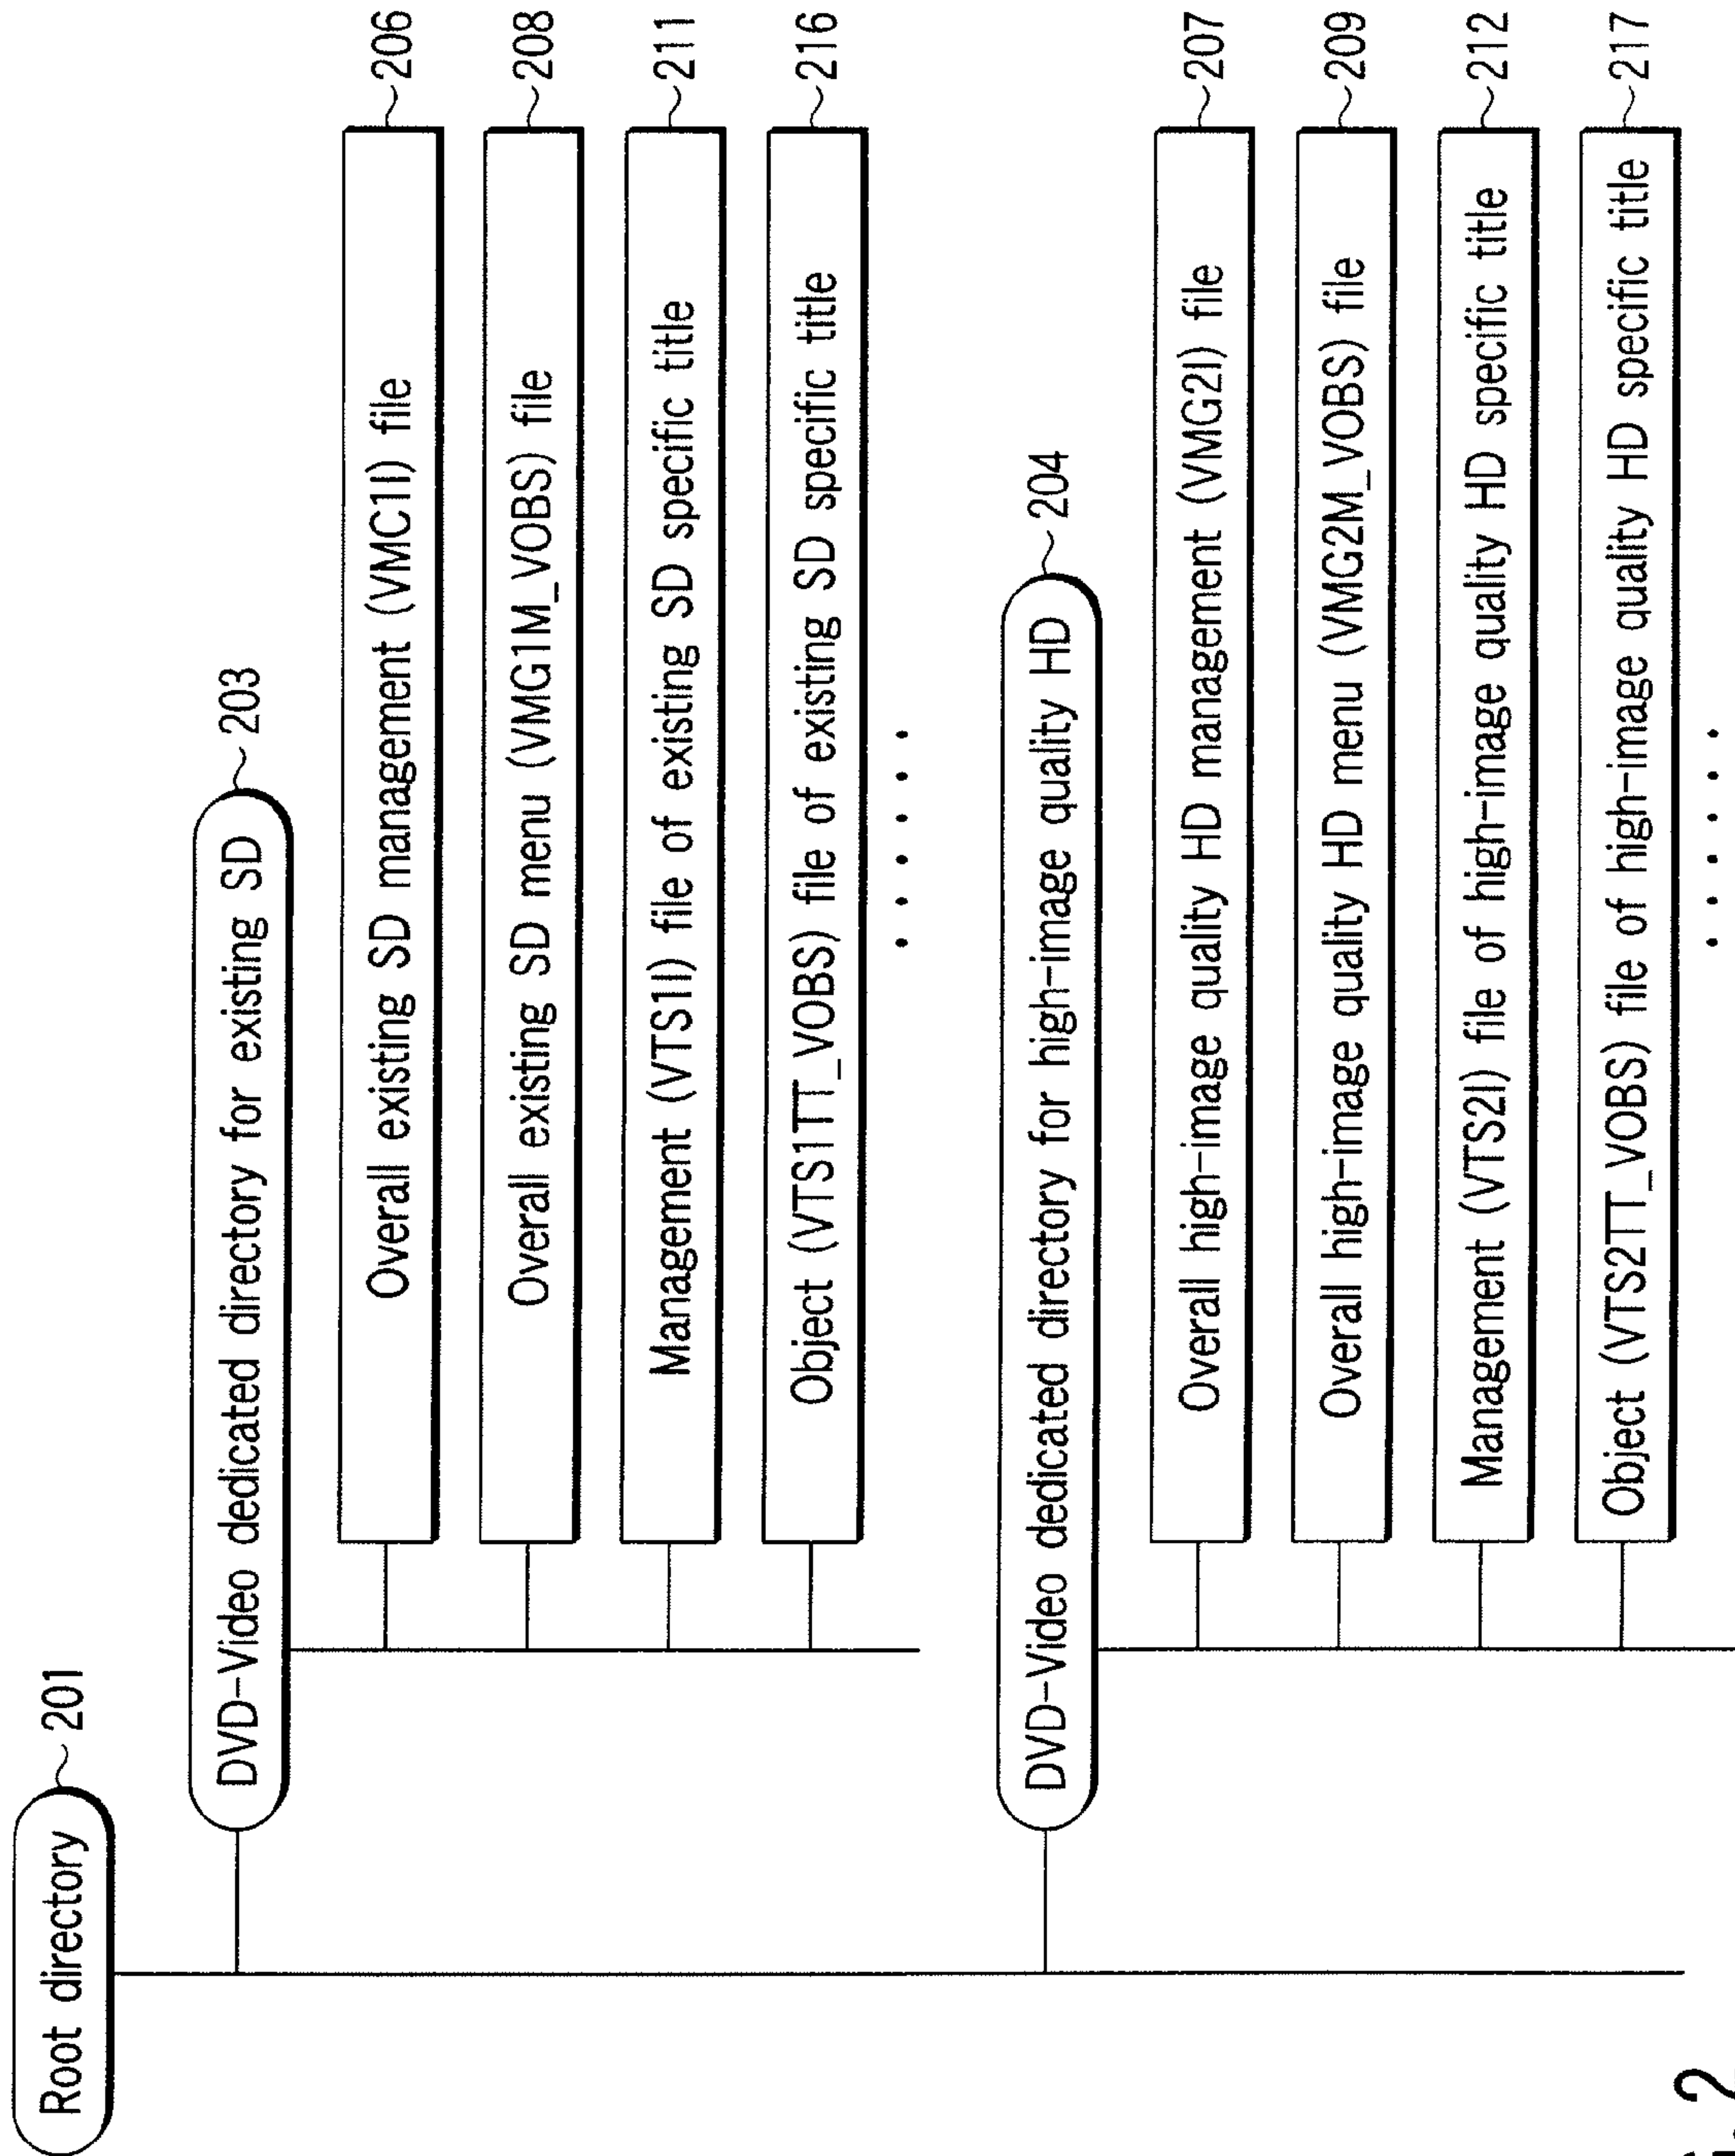 Root directory
201
DVD-Video dedicated directory for existing SD
203
Overall existing SD management (VMC1I) file
206
Overall existing SD menu (VMG1M_VOBS) file
208
Management (VTS1I) file of existing SD specific title
211
Object (VTS1TT_VOBS) file of existing SD specific title
216
......
DVD-Video dedicated directory for high-image quality HD
204
Overall high-image quality HD management (VMG2I) file
207
Overall high-image quality HD menu (VMG2M_VOBS) file
209
Management (VTS2I) file of high-image quality HD specific title
212
Object (VTS2TT_VOBS) file of high-image quality HD specific title
217
......
2